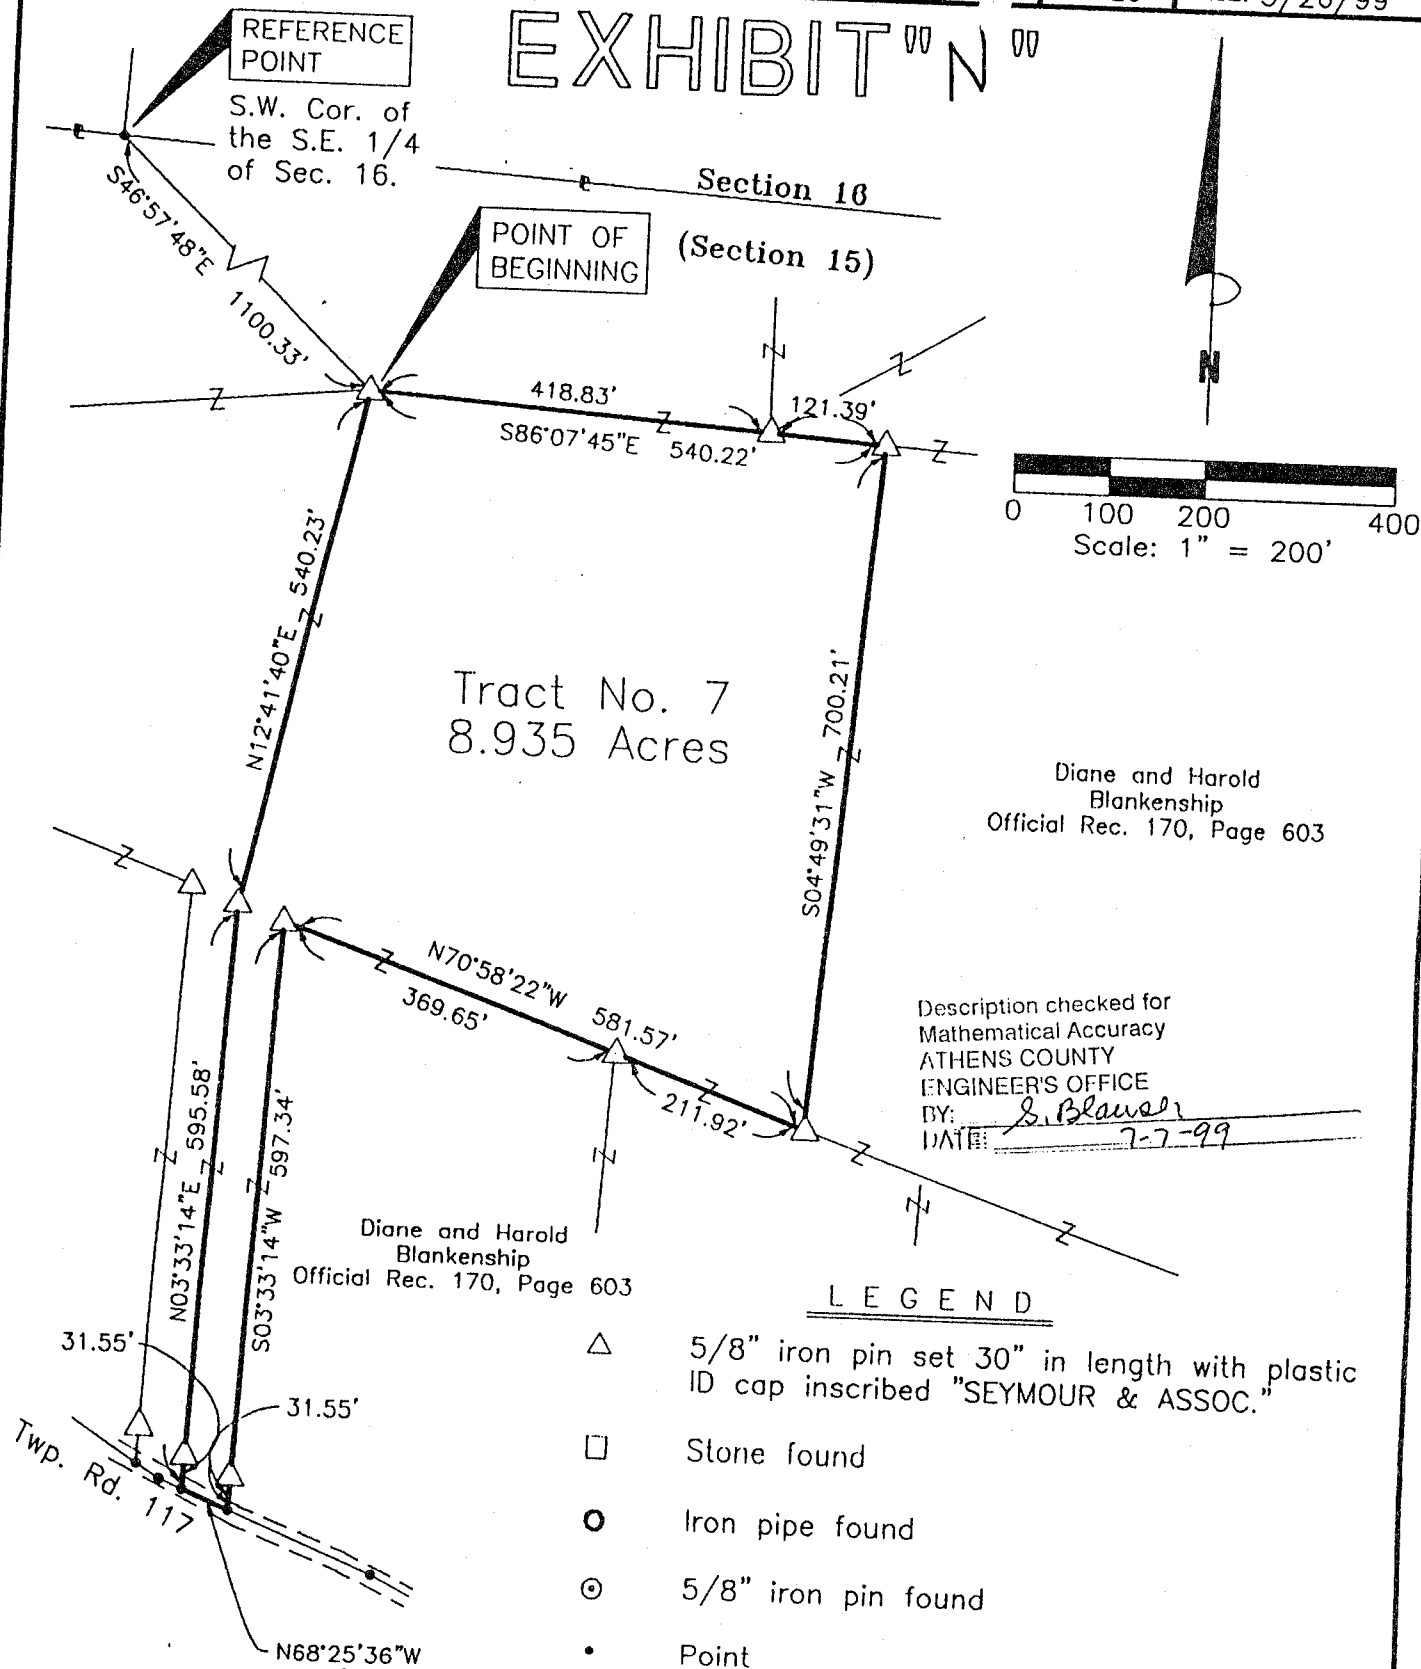 EXHIBIT "N"
REFERENCE
POINT
S.W. Cor. of
the S.E. 1/4
of Sec. 16.
Section 16
(Section 15)
POINT OF
BEGINNING
S46°57'48"E
1100.33'
418.83'
121.39'
S86°07'45"E 540.22'
N
0 100 200 400
Scale: 1" = 200'
N12°41'40"E 540.23'
Tract No. 7
8.935 Acres
S04°49'31"W 700.21'
Diane and Harold
Blankenship
Official Rec. 170, Page 603
N70°58'22"W 581.57'
369.65'
211.92'
Description checked for
Mathematical Accuracy
ATHENS COUNTY
ENGINEER'S OFFICE
BY:
DATE: 7-7-99
N03°33'14"E 595.58'
S03°33'14"W 597.34'
Diane and Harold
Blankenship
Official Rec. 170, Page 603
31.55'
31.55'
Twp. Rd. 117
N68°25'36"W
LEGEND
5/8" iron pin set 30" in length with plastic
ID cap inscribed "SEYMOUR & ASSOC."
Stone found
Iron pipe found
5/8" iron pin found
Point